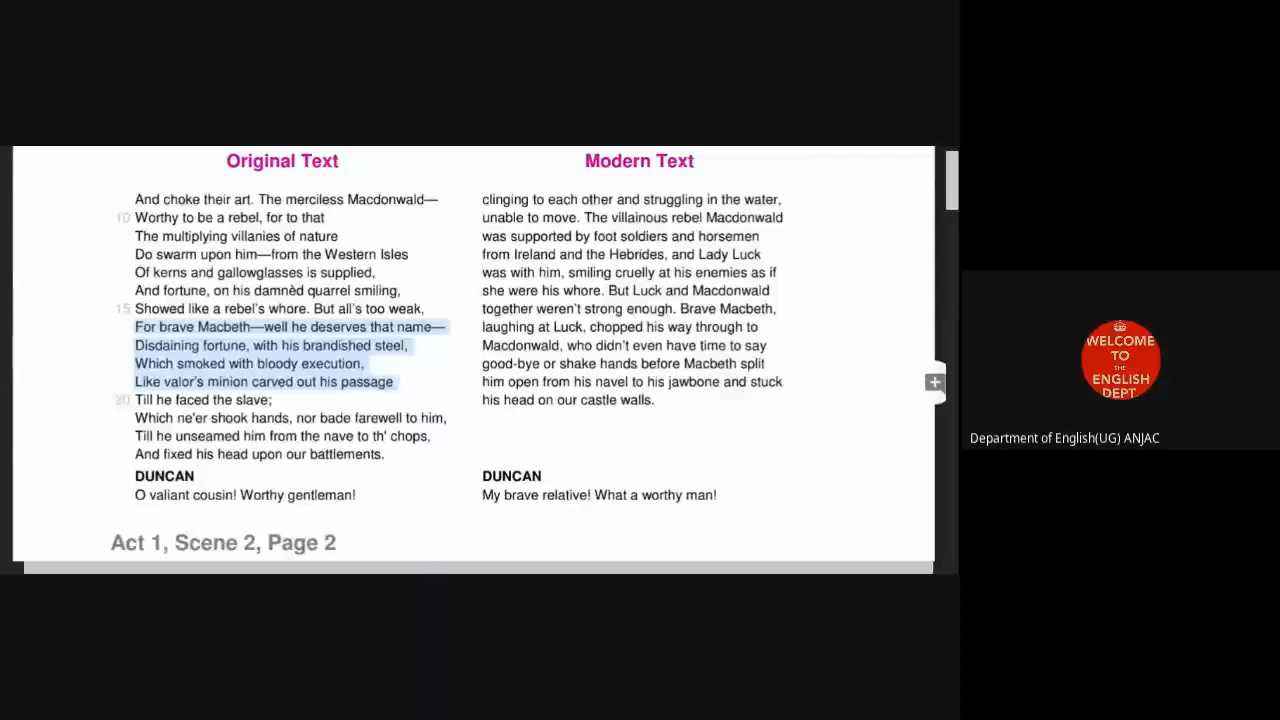 Original Text
And choke their art. The merciless Macdonwald—
10 Worthy to be a rebel, for to that
The multiplying villanies of nature
Do swarm upon him—from the Western Isles
Of kerns and gallowglasses is supplied,
And fortune, on his damnèd quarrel smiling,
15 Showed like a rebel's whore. But all's too weak,
For brave Macbeth—well he deserves that name—
Disdaining fortune, with his brandished steel,
Which smoked with bloody execution,
Like valor's minion carved out his passage
20 Till he faced the slave;
Which ne'er shook hands, nor bade farewell to him,
Till he unseamed him from the nave to th' chops,
And fixed his head upon our battlements.
DUNCAN
O valiant cousin! Worthy gentleman!
Modern Text
clinging to each other and struggling in the water,
unable to move. The villainous rebel Macdonwald
was supported by foot soldiers and horsemen
from Ireland and the Hebrides, and Lady Luck
was with him, smiling cruelly at his enemies as if
she were his whore. But Luck and Macdonwald
together weren't strong enough. Brave Macbeth,
laughing at Luck, chopped his way through to
Macdonwald, who didn't even have time to say
good-bye or shake hands before Macbeth split
him open from his navel to his jawbone and stuck
his head on our castle walls.
DUNCAN
My brave relative! What a worthy man!
Act 1, Scene 2, Page 2
WELCOME
TO
THE
ENGLISH
DEPT
Department of English(UG) ANJAC